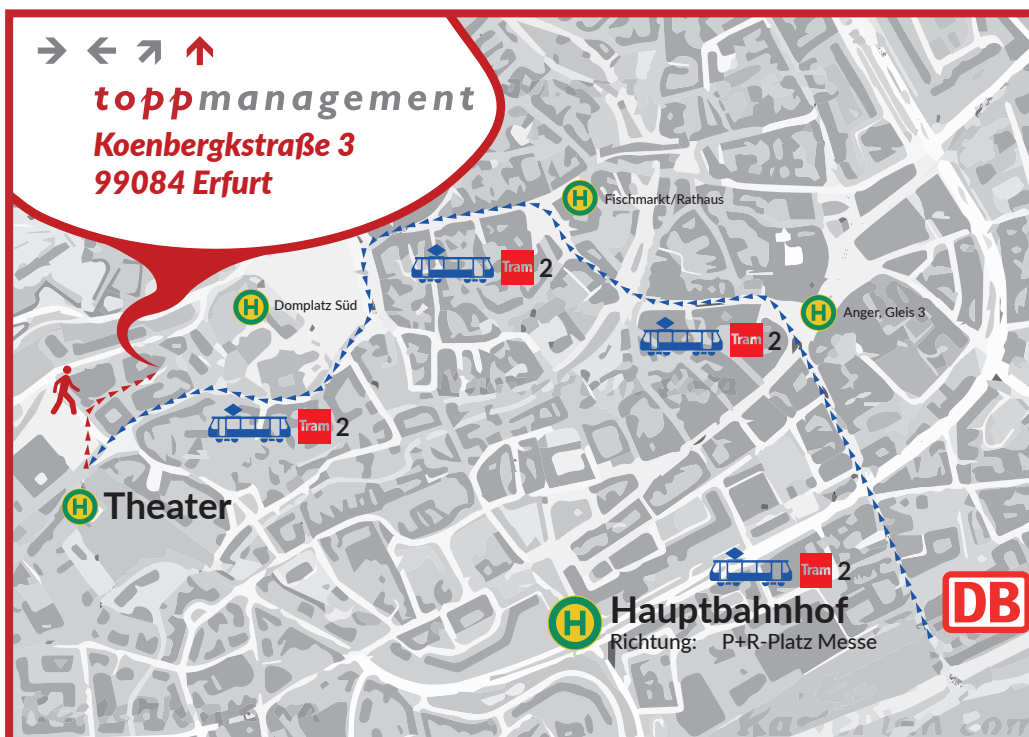 toppmanagement
Koenbergkstraße 3
99084 Erfurt
H Fischmarkt/Rathaus
Tram 2
H Domplatz Süd
H Anger, Gleis 3
Tram 2
Tram 2
H Theater
Tram 2
DB
H Hauptbahnhof
Richtung: P+R-Platz Messe